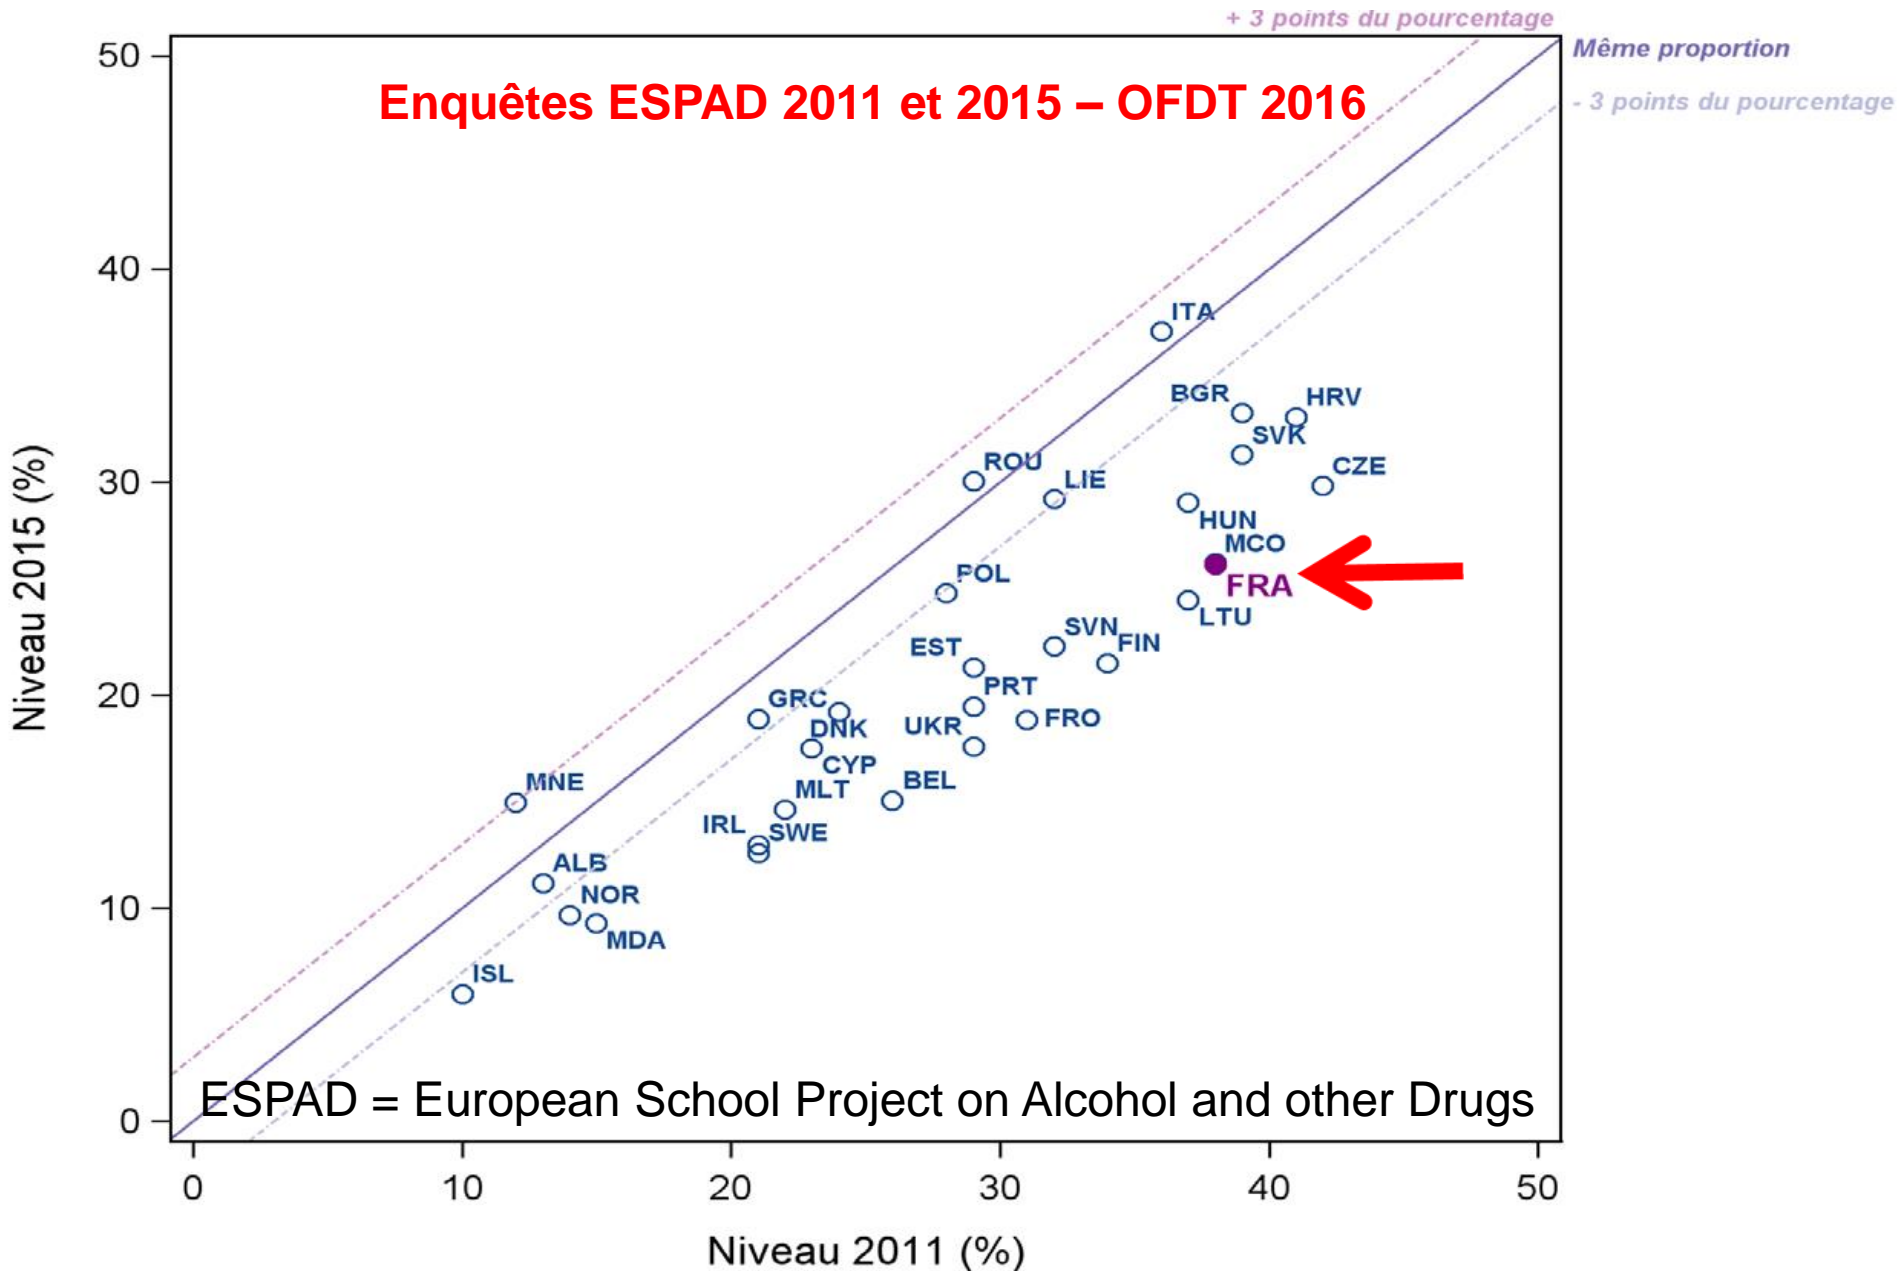 + 3 points du pourcentage
Même proportion
- 3 points du pourcentage
Enquêtes ESPAD 2011 et 2015 – OFDT 2016
50
40
30
20
10
0
Niveau 2015 (%)
ITA
BGR
HRV
SVK
ROU
LIE
CZE
HUN
MCO
FRA
POL
LTU
SVN
FIN
EST
PRT
GRC
DNK
UKR
FRO
CYP
MNE
MLT
BEL
IRL
SWE
ALB
NOR
MDA
ISL
ESPAD = European School Project on Alcohol and other Drugs
0 10 20 30 40 50
Niveau 2011 (%)